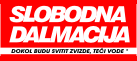 SLOBODNA
DALMACIJA
DOKOL BUDU SVITIT ZVIZDE, TEĆI VODE